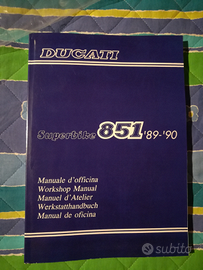 DUCATI
Superbike 851 '89-'90
Manuale d'officina
Workshop Manual
Manuel d'Atelier
Werkstatthandbuch
Manual de oficina
subito